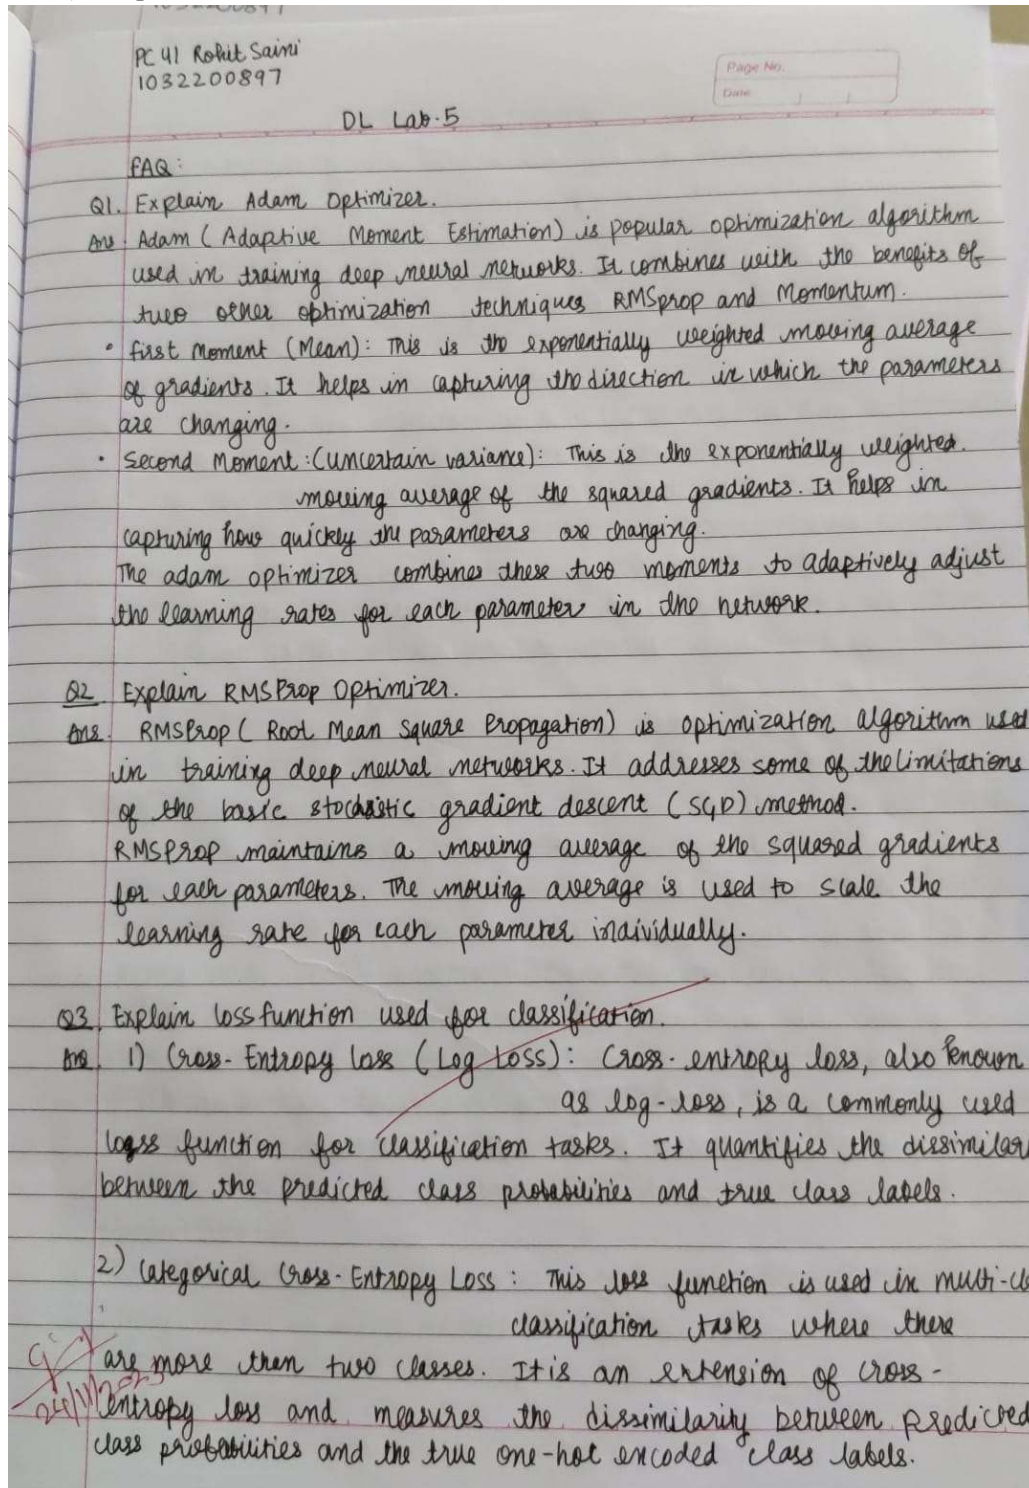 PC 41 Rohit Saini
1032200897
Page No.
Date
DL Lab.5
FAQ:
Q1. Explain Adam Optimizer.
Ans. Adam (Adaptive Moment Estimation) is popular optimization algorithm
used in training deep neural networks. It combines with the benefits of
two other optimization techniques RMSprop and Momentum.
• First Moment (Mean): This is the exponentially weighted moving average
of gradients. It helps in capturing the direction in which the parameters
are changing.
• Second Moment: (Uncertain variance): This is the exponentially weighted.
moving average of the squared gradients. It helps in
capturing how quickly the parameters are changing.
The adam optimizer combines these two moments to adaptively adjust
the learning rates for each parameter in the network.
Q2 Explain RMSProp Optimizer.
Ans. RMSProp ( Root Mean Square Propagation) is optimization algorithm used
in training deep neural networks. It addresses some of the limitations
of the basic stochastic gradient descent (SGD) method.
RMSProp maintains a moving average of the squared gradients
for each parameters. The moving average is used to scale the
learning rate for each parameter individually.
Q3 Explain loss function used for classification.
Ans. 1) Cross-Entropy Loss (Log Loss): Cross-entropy loss, also known
as log-loss, is a commonly used
loss function for classification tasks. It quantifies the dissimilar
between the predicted class probabilities and true class labels.
2) Categorical Cross-Entropy Loss: This loss function is used in multi-cl
classification tasks where there
are more then two classes. It is an extension of cross-
entropy loss and measures the dissimilarity between predicted
class probabilities and the true one-hot encoded class labels.